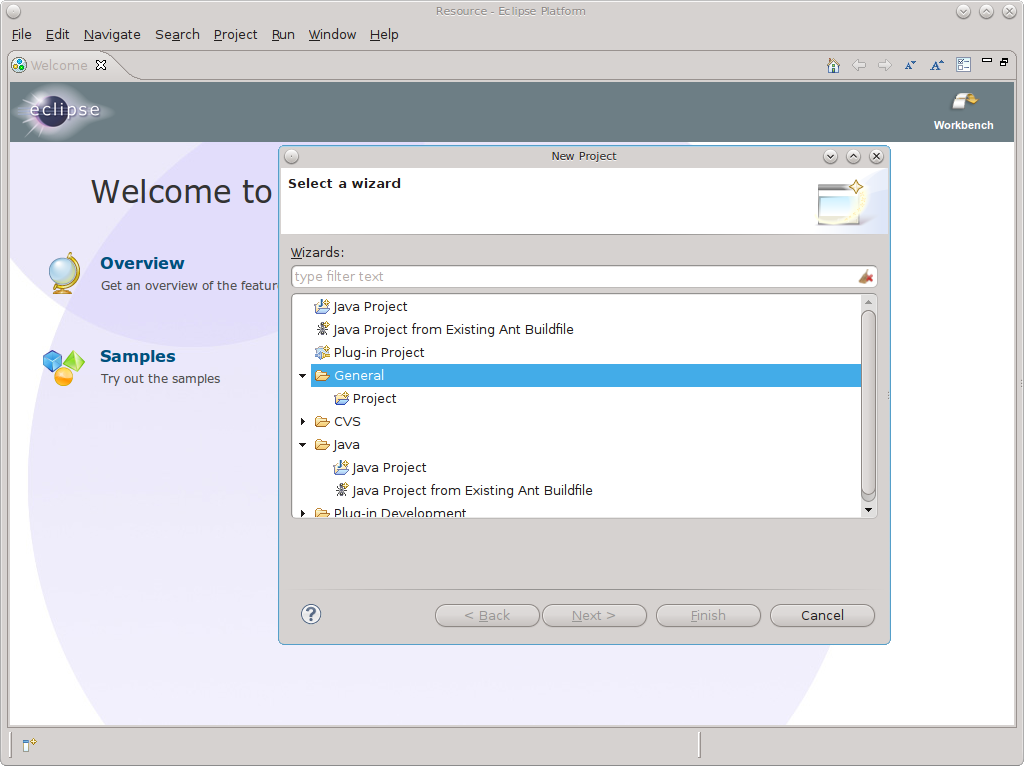 Resource - Eclipse Platform
File Edit Navigate Search Project Run Window Help
Welcome
eclipse
Workbench
Welcome to
Overview
Get an overview of the featur
Samples
Try out the samples
New Project
Select a wizard
Wizards:
type filter text
Java Project
Java Project from Existing Ant Buildfile
Plug-in Project
General
Project
CVS
Java
Java Project
Java Project from Existing Ant Buildfile
Plug-in Development
< Back Next > Finish Cancel